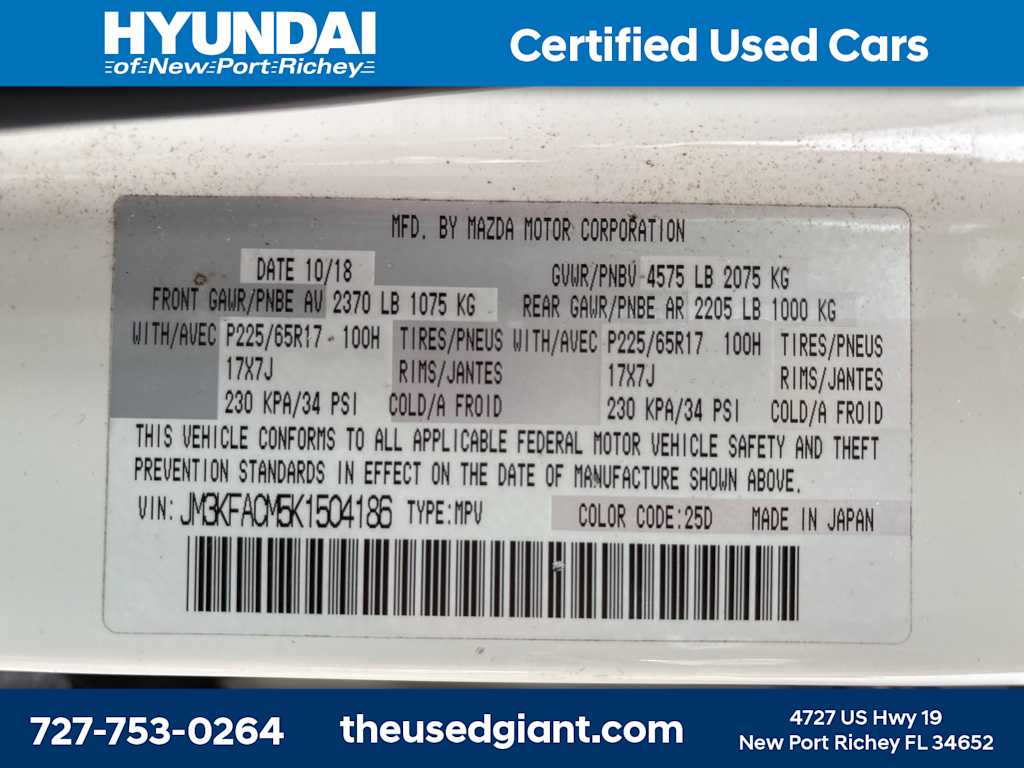 HYUNDAI
of New Port Richey
Certified Used Cars
MFD. BY MAZDA MOTOR CORPORATION
DATE 10/18 GVWR/PNBV 4575 LB 2075 KG
FRONT GAWR/PNBE AV 2370 LB 1075 KG REAR GAWR/PNBE AR 2205 LB 1000 KG
WITH/AVEC P225/65R17 100H TIRES/PNEUS WITH/AVEC P225/65R17 100H TIRES/PNEUS
17X7J RIMS/JANTES 17X7J RIMS/JANTES
230 KPA/34 PSI COLD/A FROID 230 KPA/34 PSI COLD/A FROID
THIS VEHICLE CONFORMS TO ALL APPLICABLE FEDERAL MOTOR VEHICLE SAFETY AND THEFT
PREVENTION STANDARDS IN EFFECT ON THE DATE OF MANUFACTURE SHOWN ABOVE.
VIN: JM3KFACM5K1504186 TYPE:MPV COLOR CODE:25D MADE IN JAPAN
727-753-0264
theusedgiant.com
4727 US Hwy 19
New Port Richey FL 34652